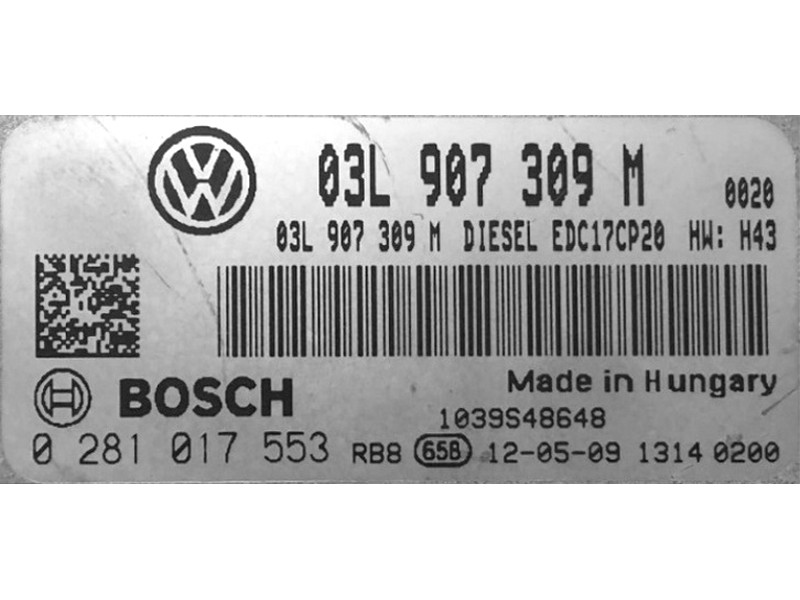 03L 907 309 M 0020
03L 907 309 M DIESEL EDC17CP20 HW: H43
BOSCH Made in Hungary
1039S48648
0 281 017 553 RB8 65B 12-05-09 1314 0200